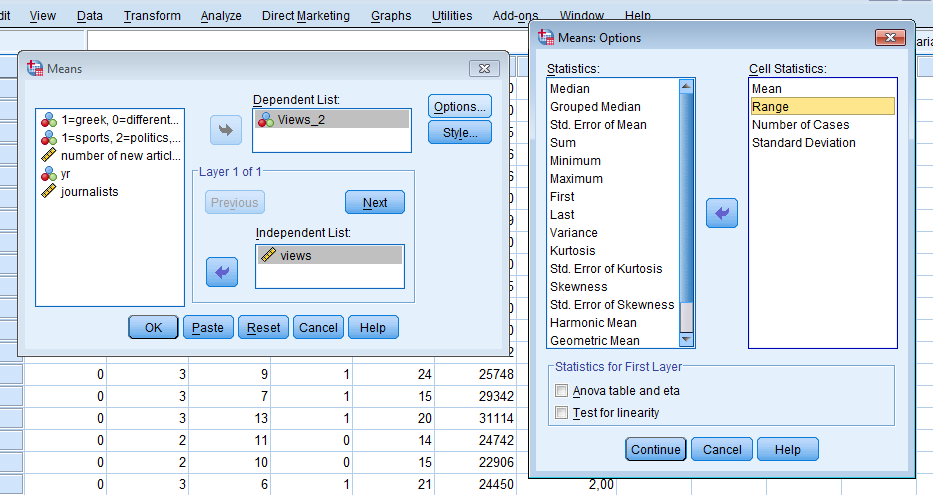 dit View Data Transform Analyze Direct Marketing Graphs Utilities Add-ons Window Help
Means
1=greek, 0=different...
1=sports, 2=politics,...
number of new articl...
yr
journalists
Dependent List:
Views_2
Options...
Style...
Layer 1 of 1
Previous
Next
Independent List:
views
OK Paste Reset Cancel Help
Means: Options
Statistics:
Median
Grouped Median
Std. Error of Mean
Sum
Minimum
Maximum
First
Last
Variance
Kurtosis
Std. Error of Kurtosis
Skewness
Std. Error of Skewness
Harmonic Mean
Geometric Mean
Cell Statistics:
Mean
Range
Number of Cases
Standard Deviation
Statistics for First Layer
Anova table and eta
Test for linearity
Continue Cancel Help
0 3 9 1 24 25748
0 3 7 1 15 29342
0 3 13 1 20 31114
0 2 11 0 14 24742
0 2 10 0 15 22906
0 3 6 1 21 24450 2,00